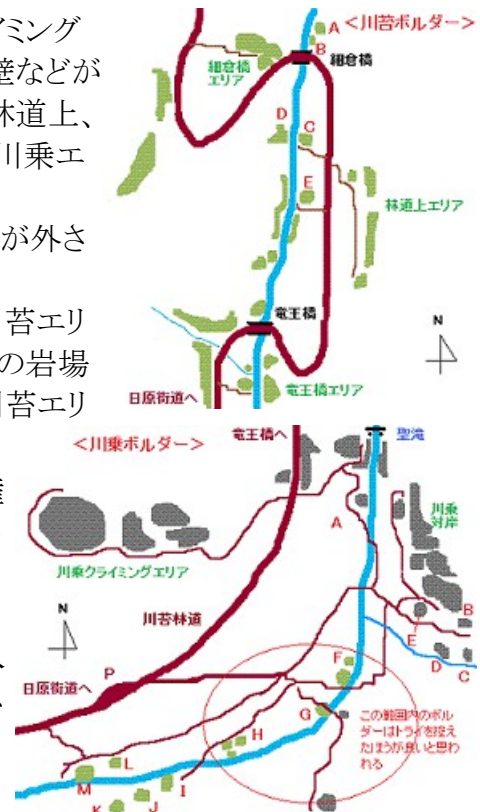 イミング
壁などが
林道上、
川乗エ
が外さ
苔エリ
の岩場
苔エリ
＜川苔ボルダー＞
A
B
細倉橋
細倉橋
エリア
D
C
E
林道上エリア
竜王橋
N
日原街道へ
竜王橋エリア
＜川乗ボルダー＞
竜王橋へ
聖滝
A
川乗
対岸
川乗クライミングエリア
N
川苔林道
B
E
D
C
P
日原街道へ
F
G
この範囲内のボル
ダーはトライを控え
たほうが良いと思わ
れる
H
L
M
I
J
K